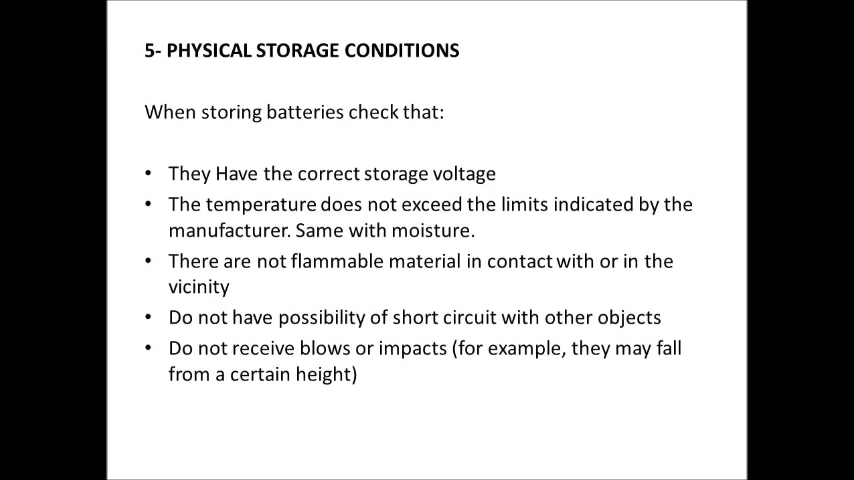 5- PHYSICAL STORAGE CONDITIONS
When storing batteries check that:
• They Have the correct storage voltage
• The temperature does not exceed the limits indicated by the
manufacturer. Same with moisture.
• There are not flammable material in contact with or in the
vicinity
• Do not have possibility of short circuit with other objects
• Do not receive blows or impacts (for example, they may fall
from a certain height)